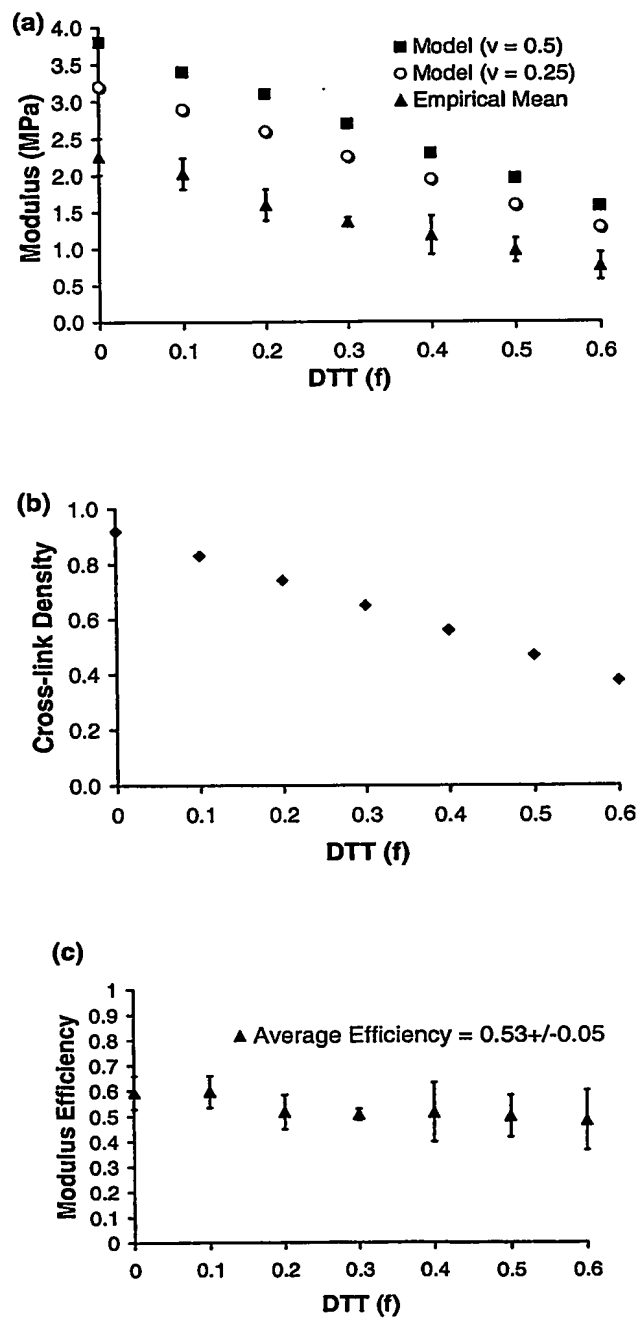 (a)
4.0
3.5
3.0
2.5
2.0
1.5
1.0
0.5
0.0
Modulus (MPa)
Model (v = 0.5)
Model (v = 0.25)
Empirical Mean
0 0.1 0.2 0.3 0.4 0.5 0.6
DTT (f)
(b)
1.0
0.8
0.6
0.4
0.2
0.0
Cross-link Density
0 0.1 0.2 0.3 0.4 0.5 0.6
DTT (f)
(c)
1
0.9
0.8
0.7
0.6
0.5
0.4
0.3
0.2
0.1
0
Modulus Efficiency
Average Efficiency = 0.53+/-0.05
0 0.1 0.2 0.3 0.4 0.5 0.6
DTT (f)